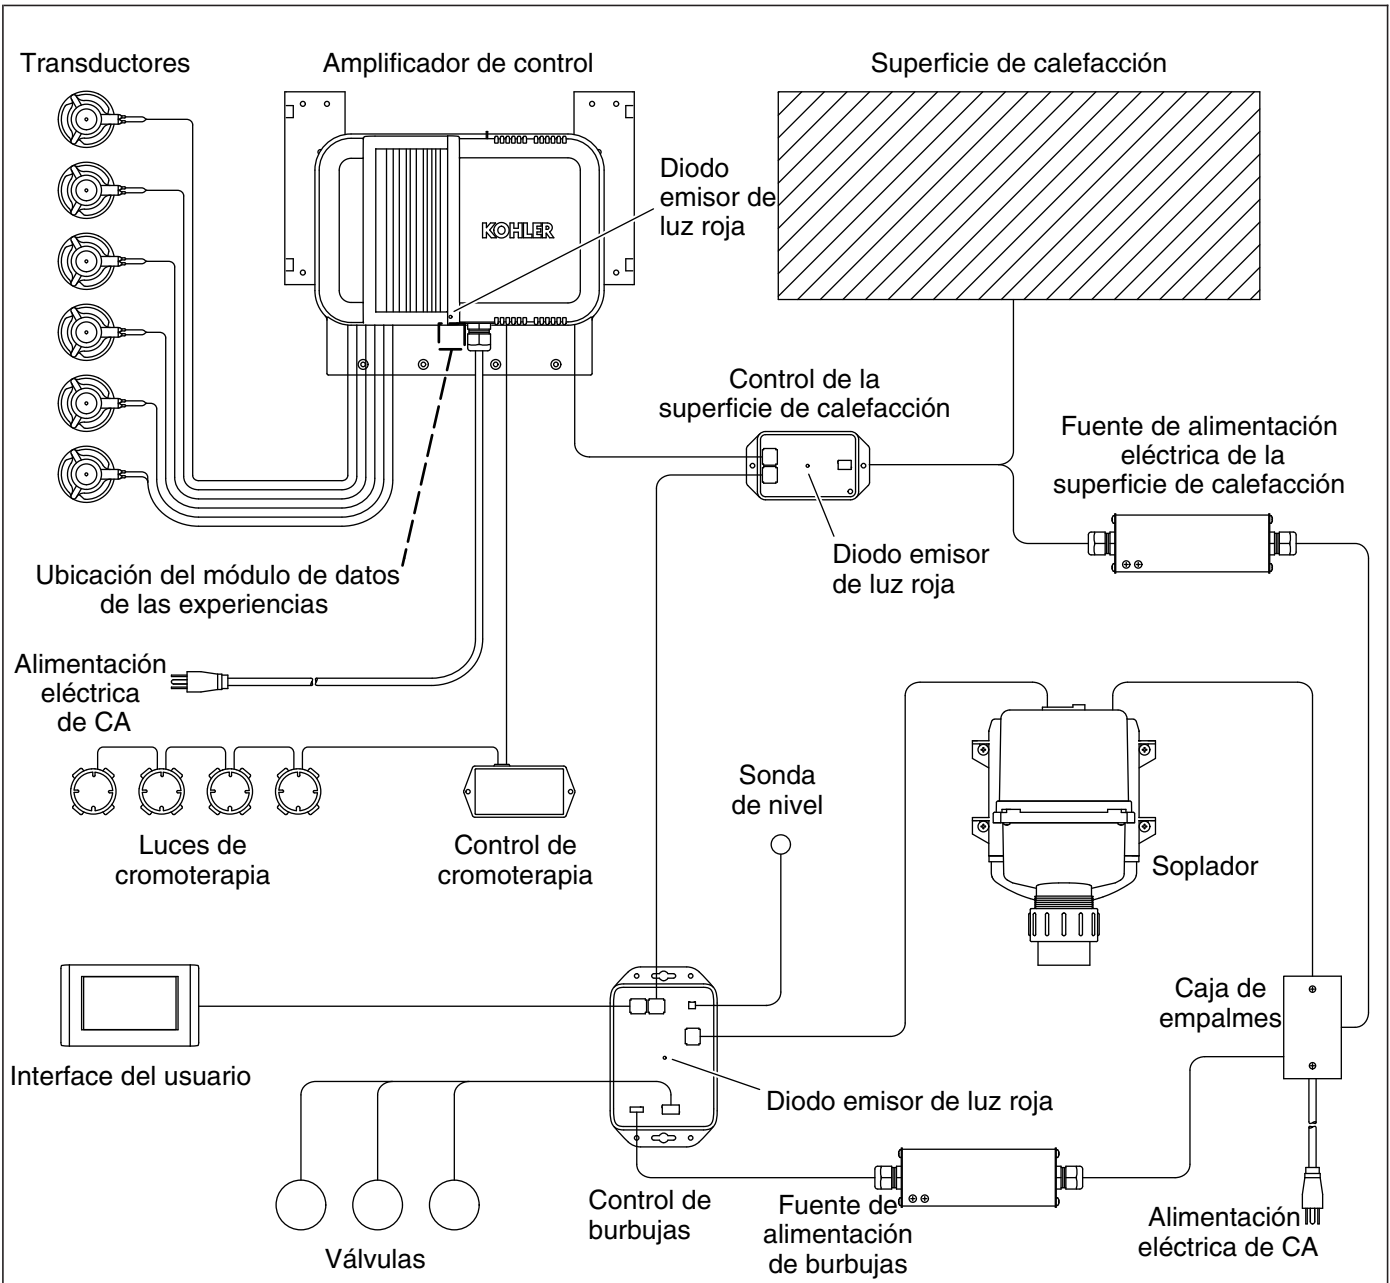 Transductores
Amplificador de control
Superficie de calefacción
Diodo
emisor de
luz roja
KOHLER
Control de la
superficie de calefacción
Fuente de alimentación
eléctrica de la
superficie de calefacción
Diodo emisor
de luz roja
Ubicación del módulo de datos
de las experiencias
Alimentación
eléctrica
de CA
Luces de
cromoterapia
Control de
cromoterapia
Sonda
de nivel
Soplador
Interface del usuario
Caja de
empalmes
Diodo emisor de luz roja
Válvulas
Control de
burbujas
Fuente de
alimentación
de burbujas
Alimentación
eléctrica de CA